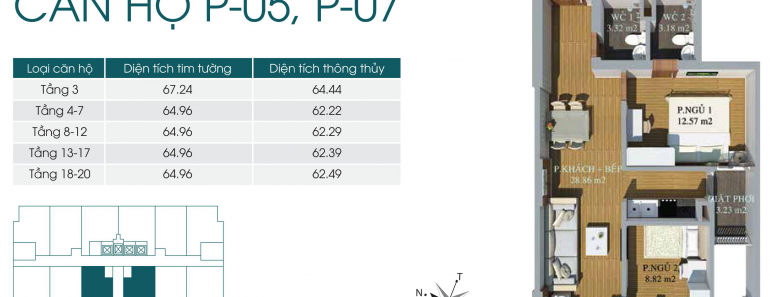 CĂN HỘ P-05, P-07
Loại căn hộ Diện tích tim tường Diện tích thông thủy
Tầng 3 67.24 64.44
Tầng 4-7 64.96 62.22
Tầng 8-12 64.96 62.29
Tầng 13-17 64.96 62.39
Tầng 18-20 64.96 62.49
WC 1
3.32 m2
WC 2
3.18 m2
P.NGỦ 1
12.57 m2
P.KHÁCH + BẾP
28.86 m2
GIẶT PHƠI
3.23 m2
P.NGỦ 2
8.82 m2
T
N